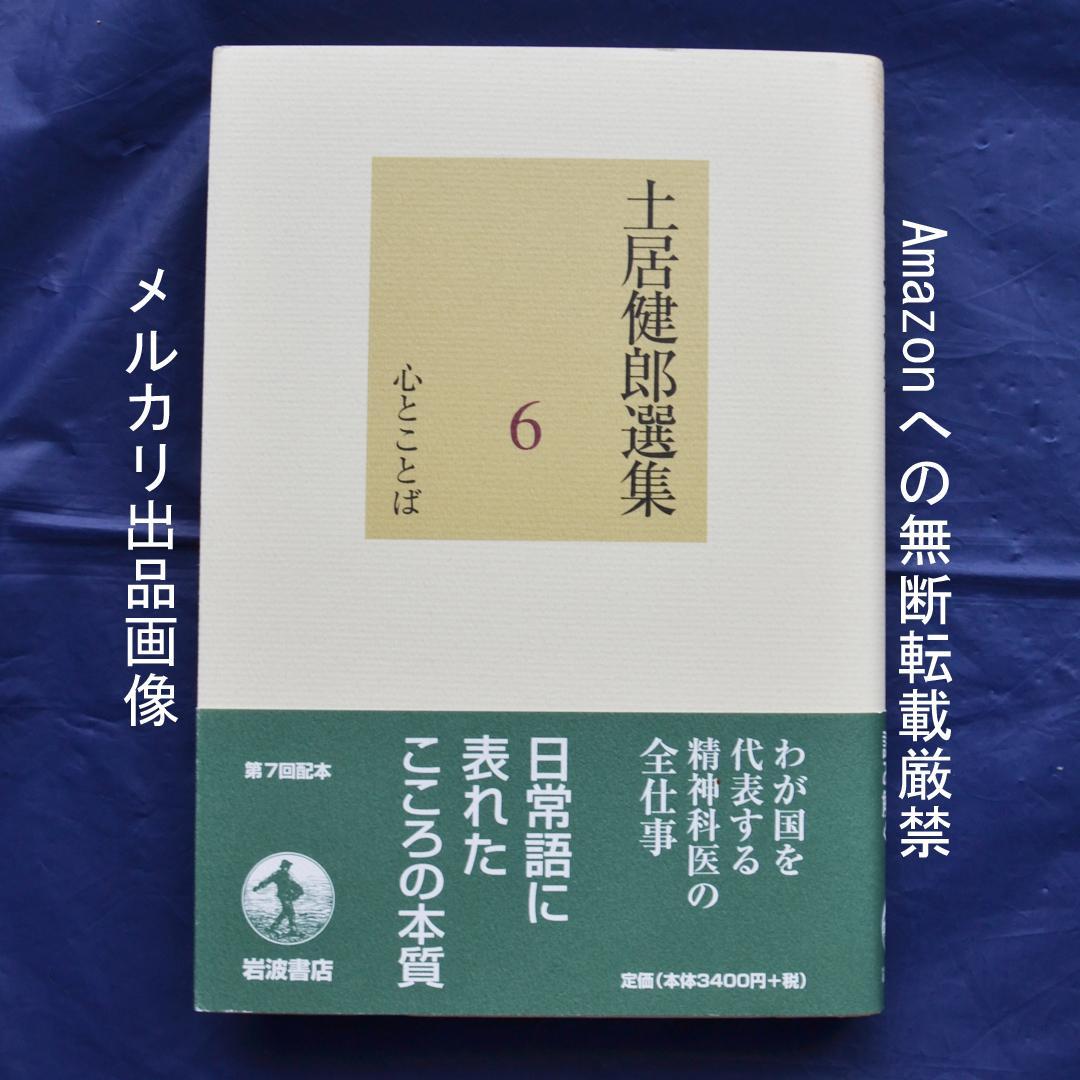 Amazonへの無断転載厳禁
土居健郎選集
6
心とことば
メルカリ出品画像
わが国を
代表する
精神科医の
全仕事
日常語に
表れた
こころの本質
第7回配本
岩波書店
定価(本体3400円+税)